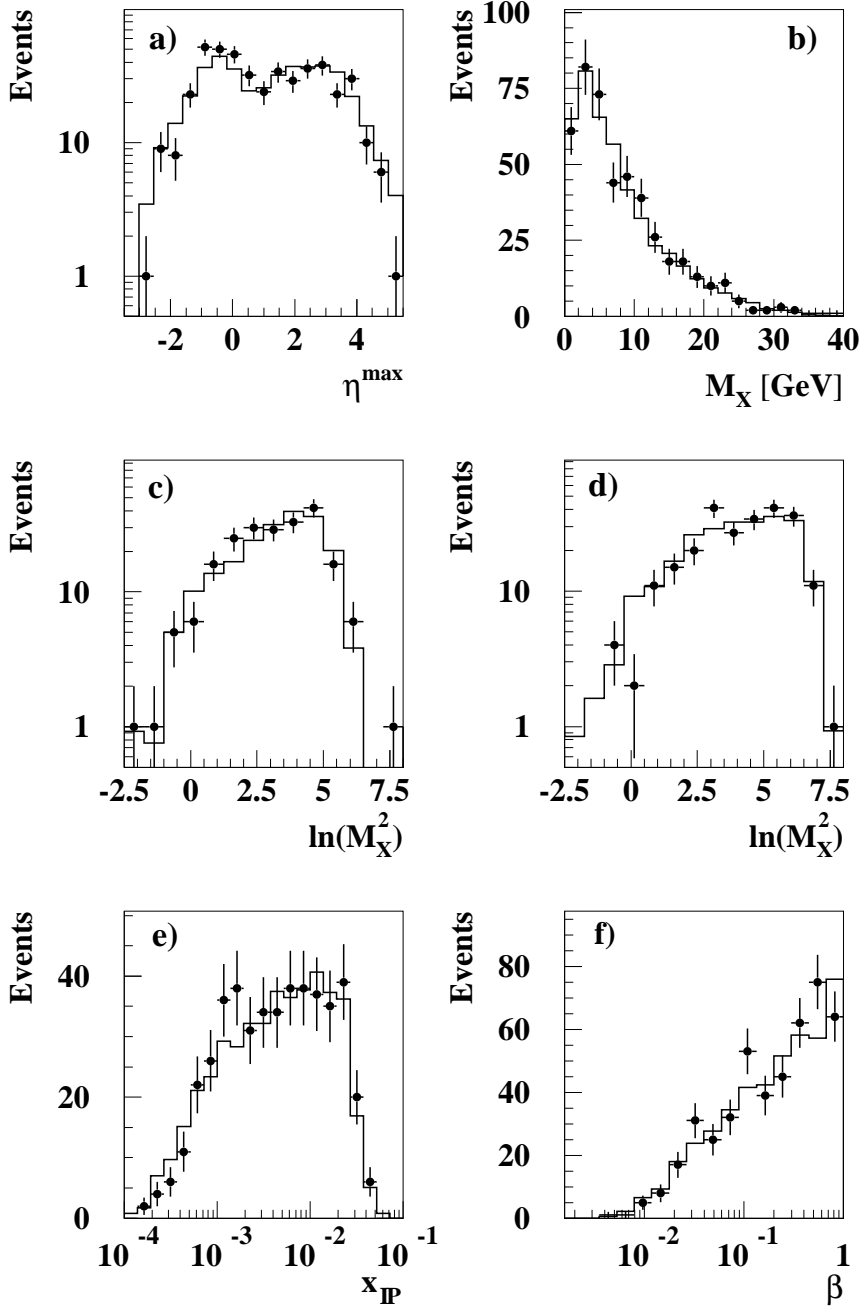 Events
a)
10
1
-2 0 2 4
η^max
Events
b)
100
75
50
25
0
0 10 20 30 40
M_X [GeV]
Events
c)
10
1
-2.5 0 2.5 5 7.5
ln(M_X^2)
Events
d)
10
1
-2.5 0 2.5 5 7.5
ln(M_X^2)
Events
e)
40
20
0
10^-4 10^-3 10^-2 10^-1
x_IP
Events
f)
80
60
40
20
0
10^-2 10^-1 1
β